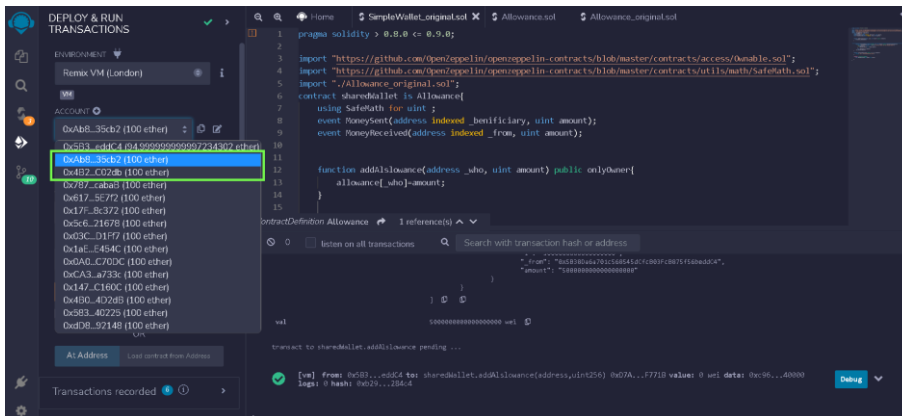 DEPLOY & RUN
TRANSACTIONS
ENVIRONMENT
Remix VM (London)
VM
ACCOUNT
0xAb8...35cb2 (100 ether)
0x5B3...eddC4 (94.999999999997234302 ether)
0xAb8...35cb2 (100 ether)
0x4B2...C02db (100 ether)
0x787...cabaB (100 ether)
0x617...5E7f2 (100 ether)
0x17F...8c372 (100 ether)
0x5c6...21678 (100 ether)
0x03C...D1Ff7 (100 ether)
0x1aE...E454C (100 ether)
0x0A0...C70DC (100 ether)
0xCA3...a733c (100 ether)
0x147...C160C (100 ether)
0x4B0...4D2dB (100 ether)
0x583...40225 (100 ether)
0xdD8...92148 (100 ether)
OR
At Address
Load contract from Address
Transactions recorded 6
10
Home
SimpleWallet_original.sol
Allowance.sol
Allowance_original.sol
1 pragma solidity > 0.8.0 <= 0.9.0;
2
3 import "https://github.com/OpenZeppelin/openzeppelin-contracts/blob/master/contracts/access/Ownable.sol";
4 import "https://github.com/OpenZeppelin/openzeppelin-contracts/blob/master/contracts/utils/math/SafeMath.sol";
5 import "./Allowance_original.sol";
6 contract sharedWallet is Allowance{
7 using SafeMath for uint ;
8 event MoneySent(address indexed _benificiary, uint amount);
9 event MoneyReceived(address indexed _from, uint amount);
10
11
12 function addAlslowance(address _who, uint amount) public onlyOwner{
13 allowance[_who]=amount;
14 }
15
ContractDefinition Allowance 1 reference(s)
0 listen on all transactions
Search with transaction hash or address
"amount": "5000000000000000000"
}
}
val
5000000000000000000 wei
transact to sharedWallet.addAlslowance pending ...
[vm] from: 0x5B3...eddC4 to: sharedWallet.addAlslowance(address,uint256) 0xD7A...F771B value: 0 wei data: 0xc96...40000
logs: 0 hash: 0xb29...284c4
Debug